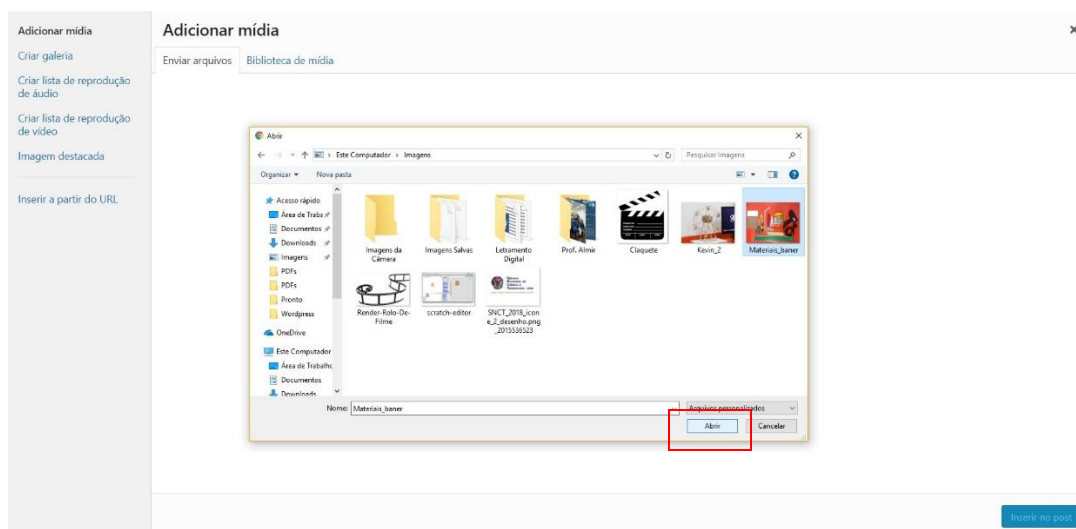 Adicionar mídia
Criar galeria
Criar lista de reprodução
de áudio
Criar lista de reprodução
de vídeo
Imagem destacada
Inserir a partir do URL
Adicionar mídia
Enviar arquivos Biblioteca de mídia
Abrir
Este Computador Imagens
Pesquisar Imagens
Organizar Nova pasta
Acesso rápido
Área de Traba
Documentos
Downloads
Imagens
PDFs
PDFs
Pronto
Wordpress
OneDrive
Este Computador
Área de Trabalho
Documentos
Downloads
Imagens da
Câmera
Imagens Salvas
Letramento
Digital
Prof. Almir
Claquete
Kevin_2
Materiais_baner
Render-Rolo-De-
Filme
scratch-editor
SNCT_2018_icon
e_2_desenho.png
_2015536523
Nome: Materiais_baner
Arquivos personalizados
Abrir Cancelar
Inserir no post